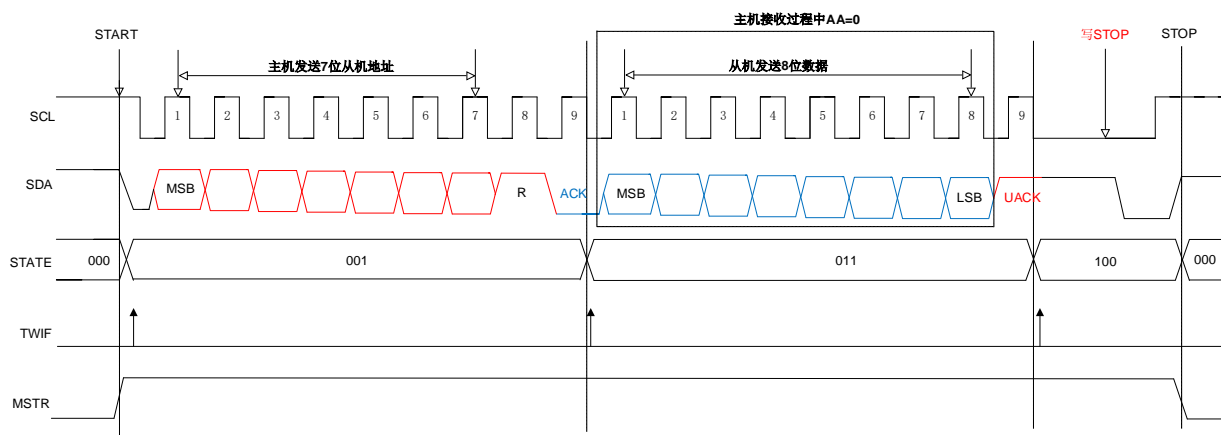 主机接收过程中AA=0
START
写STOP
STOP
主机发送7位从机地址
从机发送8位数据
SCL
1 2 3 4 5 6 7 8 9 1 2 3 4 5 6 7 8 9
SDA
MSB R ACK MSB LSB UACK
STATE
000 001 011 100 000
TWIF
MSTR